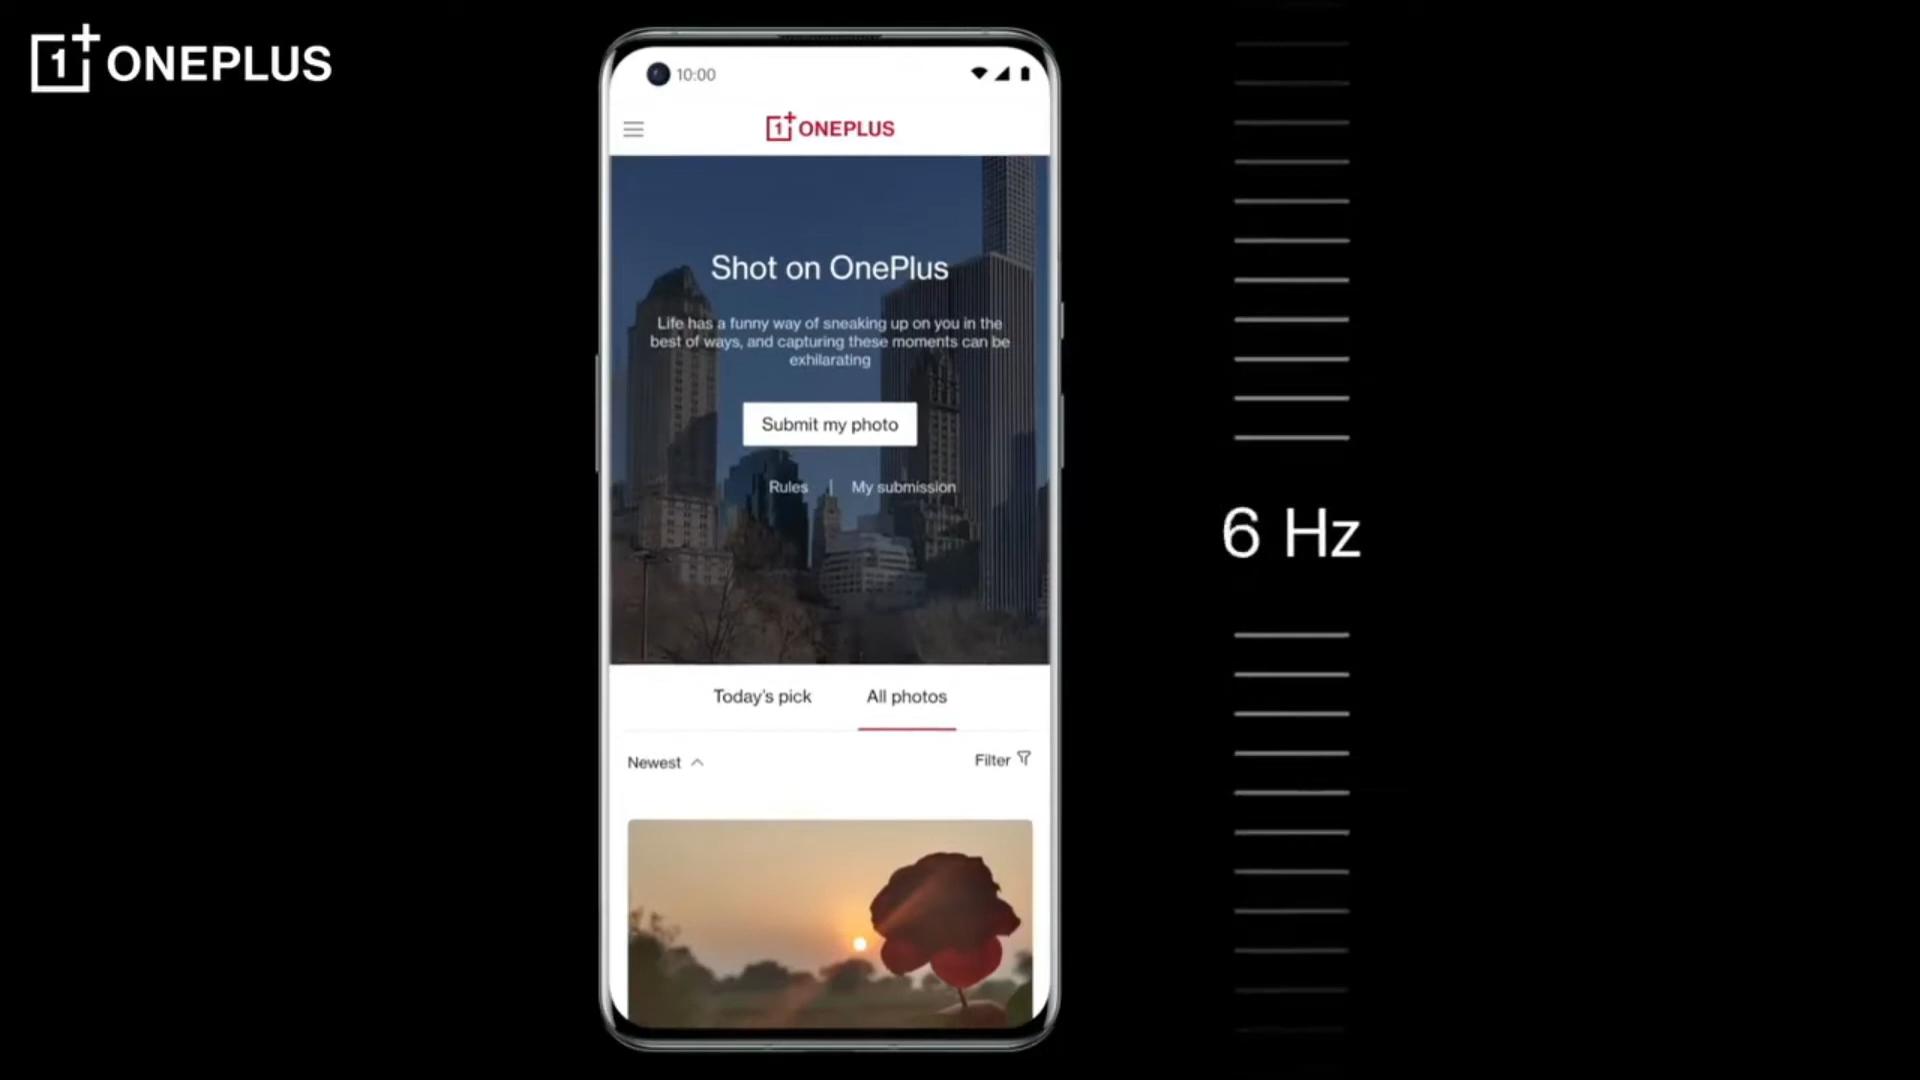 1+ ONEPLUS
10:00
1+ ONEPLUS
Shot on OnePlus
Life has a funny way of sneaking up on you in the
best of ways, and capturing these moments can be
exhilarating
Submit my photo
Rules | My submission
6 Hz
Today's pick All photos
Newest Filter